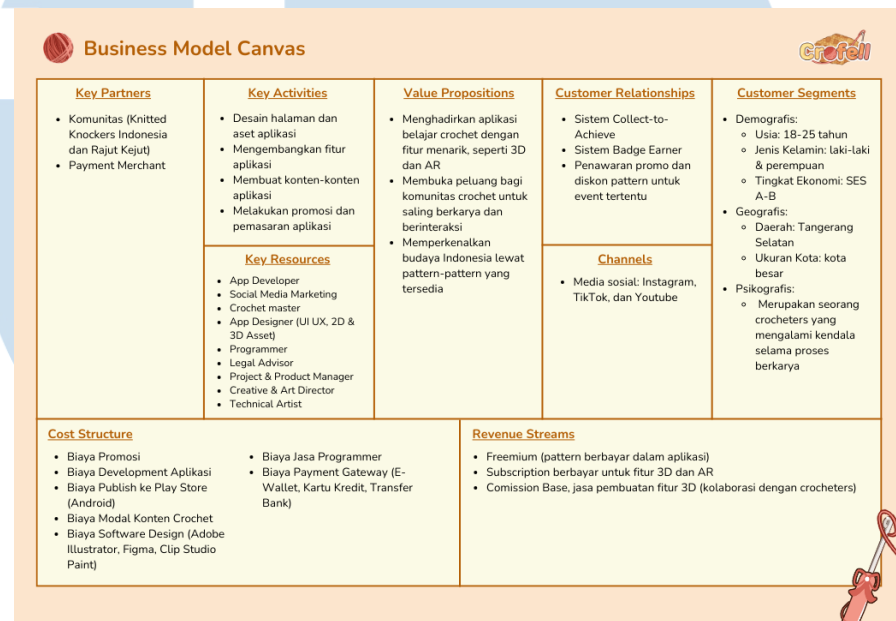 Business Model Canvas
Crofell
Key Partners
Komunitas (Knitted
Knockers Indonesia
dan Rajut Kejut)
Payment Merchant
Key Activities
Desain halaman dan
aset aplikasi
Mengembangkan fitur
aplikasi
Membuat konten-konten
aplikasi
Melakukan promosi dan
pemasaran aplikasi
Key Resources
App Developer
Social Media Marketing
Crochet master
App Designer (UI UX, 2D &
3D Asset)
Programmer
Legal Advisor
Project & Product Manager
Creative & Art Director
Technical Artist
Value Propositions
Menghadirkan aplikasi
belajar crochet dengan
fitur menarik, seperti 3D
dan AR
Membuka peluang bagi
komunitas crochet untuk
saling berkarya dan
berinteraksi
Memperkenalkan
budaya Indonesia lewat
pattern-pattern yang
tersedia
Customer Relationships
Sistem Collect-to-
Achieve
Sistem Badge Earner
Penawaran promo dan
diskon pattern untuk
event tertentu
Channels
Media sosial: Instagram,
TikTok, dan Youtube
Customer Segments
Demografis:
Usia: 18-25 tahun
Jenis Kelamin: laki-laki
& perempuan
Tingkat Ekonomi: SES
A-B
Geografis:
Daerah: Tangerang
Selatan
Ukuran Kota: kota
besar
Psikografis:
Merupakan seorang
crocheters yang
mengalami kendala
selama proses
berkarya
Cost Structure
Biaya Promosi
Biaya Development Aplikasi
Biaya Publish ke Play Store
(Android)
Biaya Modal Konten Crochet
Biaya Software Design (Adobe
Illustrator, Figma, Clip Studio
Paint)
Biaya Jasa Programmer
Biaya Payment Gateway (E-
Wallet, Kartu Kredit, Transfer
Bank)
Revenue Streams
Freemium (pattern berbayar dalam aplikasi)
Subscription berbayar untuk fitur 3D dan AR
Comission Base, jasa pembuatan fitur 3D (kolaborasi dengan crocheters)